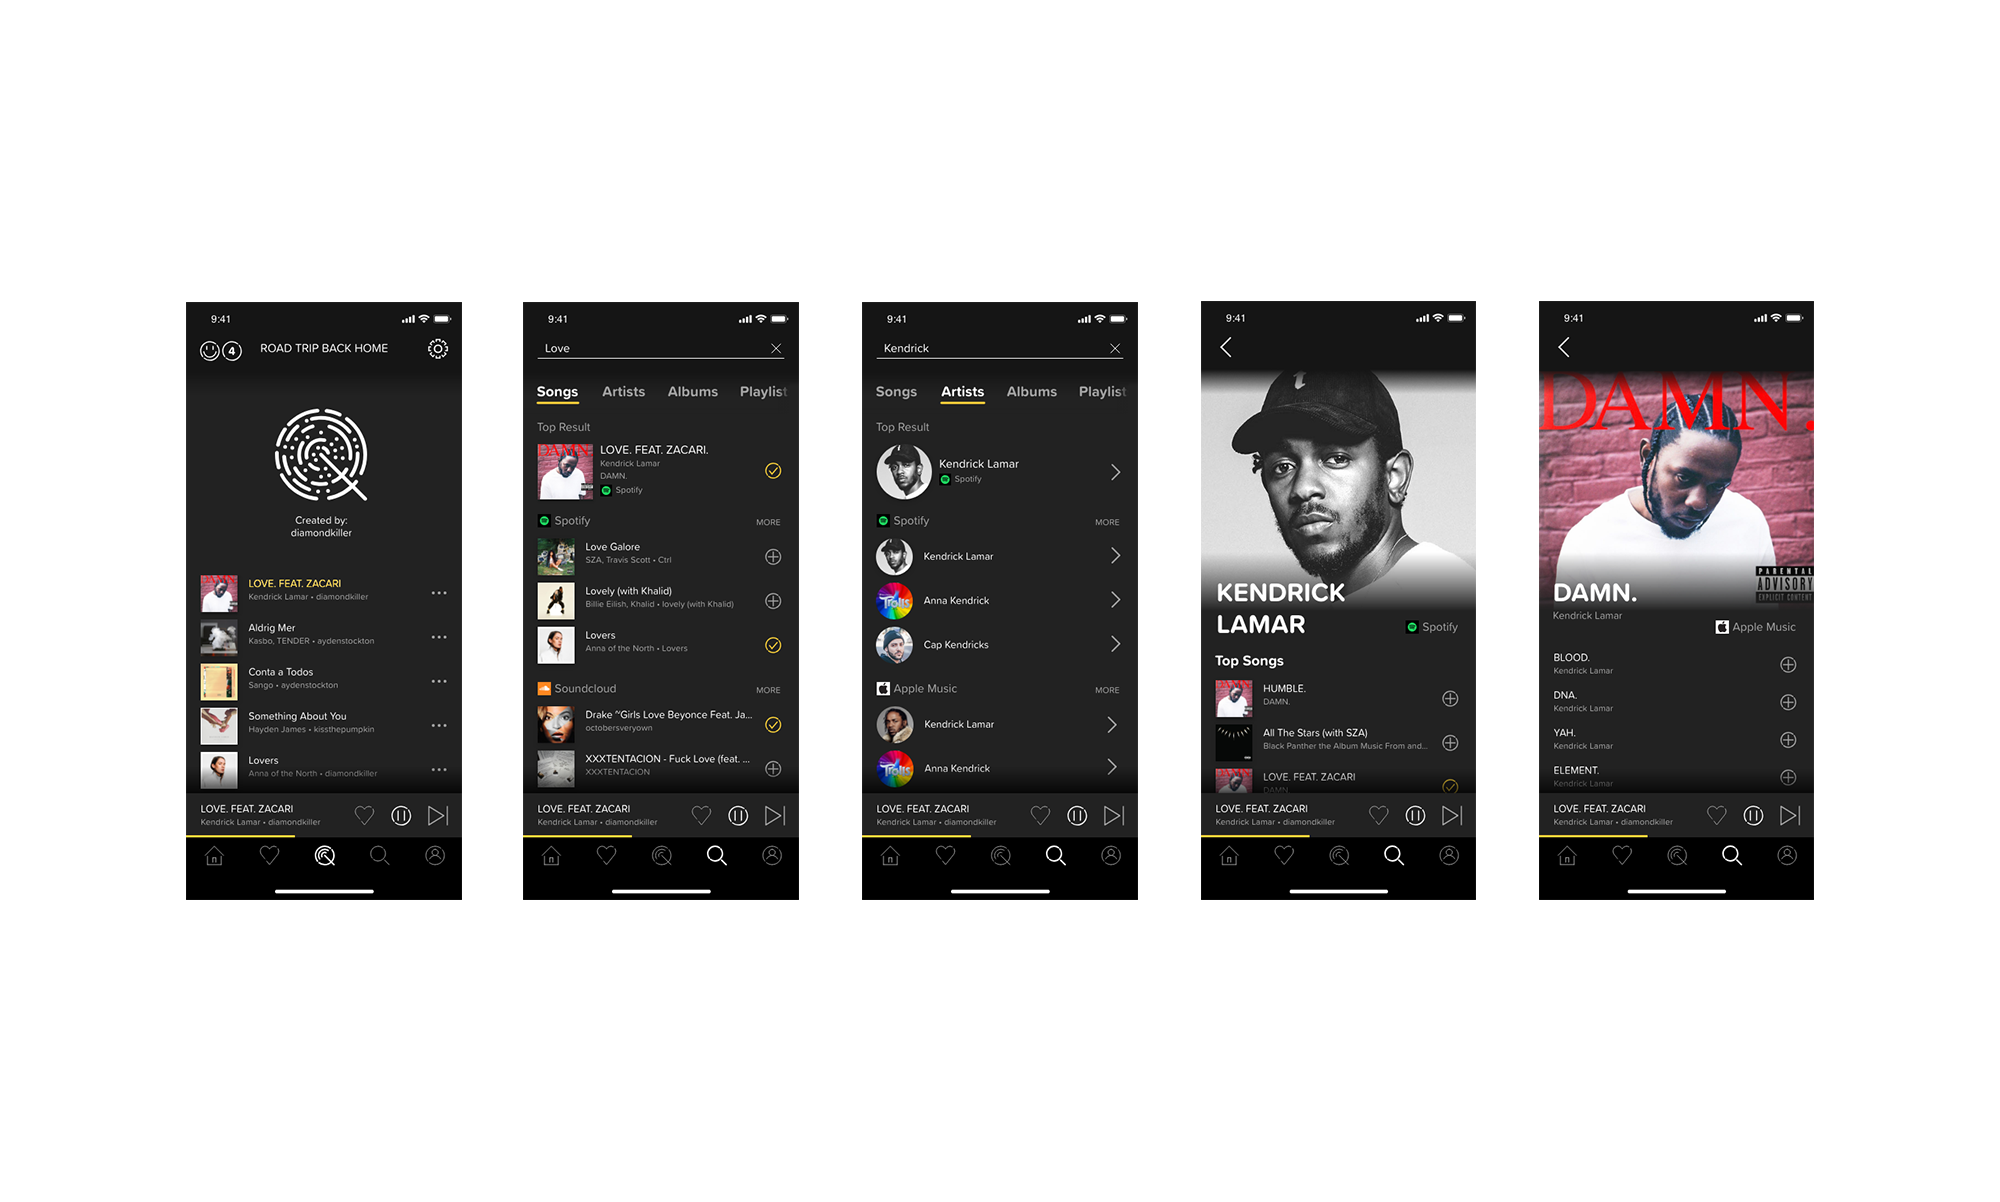 9:41
4
ROAD TRIP BACK HOME
Created by:
diamondkiller
LOVE. FEAT. ZACARI
Kendrick Lamar • diamondkiller
Aldrig Mer
Kasbo, TENDER • aydenstockton
Conta a Todos
Sango • aydenstockton
Something About You
Hayden James • kissthepumpkin
Lovers
Anna of the North • diamondkiller
LOVE. FEAT. ZACARI
Kendrick Lamar • diamondkiller
9:41
Love
Songs Artists Albums Playlist
Top Result
DAMN.
LOVE. FEAT. ZACARI.
Kendrick Lamar
DAMN.
Spotify
Spotify MORE
Love Galore
SZA, Travis Scott • Ctrl
Lovely (with Khalid)
Billie Eilish, Khalid • lovely (with Khalid)
Lovers
Anna of the North • Lovers
Soundcloud MORE
Drake ~Girls Love Beyonce Feat. Ja...
octobersveryown
XXXTENTACION - Fuck Love (feat. ...
XXXTENTACION
LOVE. FEAT. ZACARI
Kendrick Lamar • diamondkiller
9:41
Kendrick
Songs Artists Albums Playlist
Top Result
Kendrick Lamar
Spotify
Spotify MORE
Kendrick Lamar
Trolls
Anna Kendrick
Cap Kendricks
Apple Music MORE
Kendrick Lamar
Trolls
Anna Kendrick
LOVE. FEAT. ZACARI
Kendrick Lamar • diamondkiller
9:41
KENDRICK
LAMAR
Spotify
Top Songs
HUMBLE.
DAMN.
All The Stars (with SZA)
Black Panther the Album Music From and...
LOVE. FEAT. ZACARI
DAMN.
LOVE. FEAT. ZACARI
Kendrick Lamar • diamondkiller
9:41
DAMN.
PARENTAL
ADVISORY
EXPLICIT CONTENT
DAMN.
Kendrick Lamar
Apple Music
BLOOD.
Kendrick Lamar
DNA.
Kendrick Lamar
YAH.
Kendrick Lamar
ELEMENT.
Kendrick Lamar
LOVE. FEAT. ZACARI
Kendrick Lamar • diamondkiller